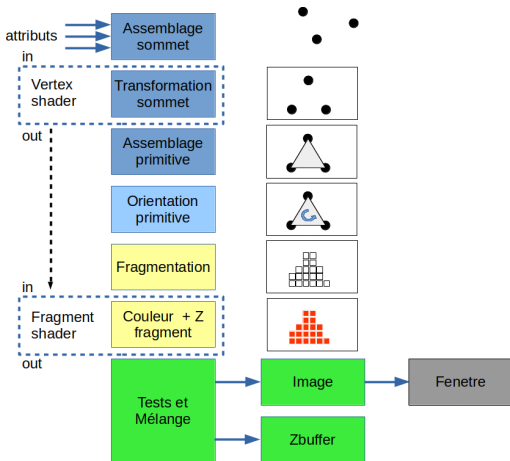 attributs
Assemblage
sommet
in
Vertex
shader
Transformation
sommet
out
Assemblage
primitive
Orientation
primitive
Fragmentation
in
Fragment
shader
Couleur + Z
fragment
out
Tests et
Mélange
Image
Fenetre
Zbuffer